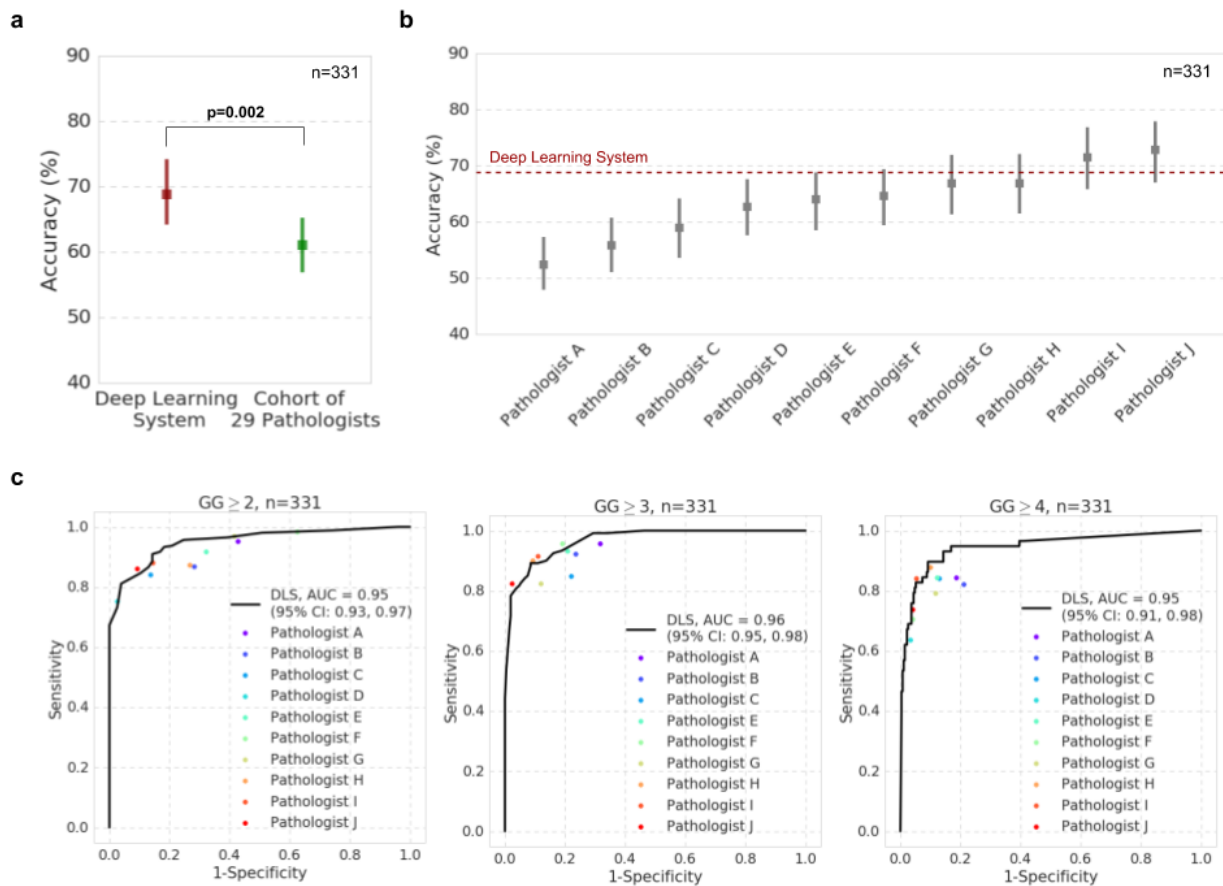 a
90
80
70
60
50
40
Accuracy (%)
n=331
p=0.002
Deep Learning
System
Cohort of
29 Pathologists
b
90
80
70
60
50
40
Accuracy (%)
n=331
Deep Learning System
Pathologist A
Pathologist B
Pathologist C
Pathologist D
Pathologist E
Pathologist F
Pathologist G
Pathologist H
Pathologist I
Pathologist J
c
GG ≥ 2, n=331
1.0
0.8
0.6
0.4
0.2
0.0
Sensitivity
DLS, AUC = 0.95
(95% CI: 0.93, 0.97)
Pathologist A
Pathologist B
Pathologist C
Pathologist D
Pathologist E
Pathologist F
Pathologist G
Pathologist H
Pathologist I
Pathologist J
0.0 0.2 0.4 0.6 0.8 1.0
1-Specificity
GG ≥ 3, n=331
1.0
0.8
0.6
0.4
0.2
0.0
Sensitivity
DLS, AUC = 0.96
(95% CI: 0.95, 0.98)
Pathologist A
Pathologist B
Pathologist C
Pathologist E
Pathologist F
Pathologist G
Pathologist H
Pathologist I
Pathologist J
0.0 0.2 0.4 0.6 0.8 1.0
1-Specificity
GG ≥ 4, n=331
1.0
0.8
0.6
0.4
0.2
0.0
Sensitivity
DLS, AUC = 0.95
(95% CI: 0.91, 0.98)
Pathologist A
Pathologist B
Pathologist C
Pathologist D
Pathologist E
Pathologist F
Pathologist G
Pathologist H
Pathologist I
Pathologist J
0.0 0.2 0.4 0.6 0.8 1.0
1-Specificity